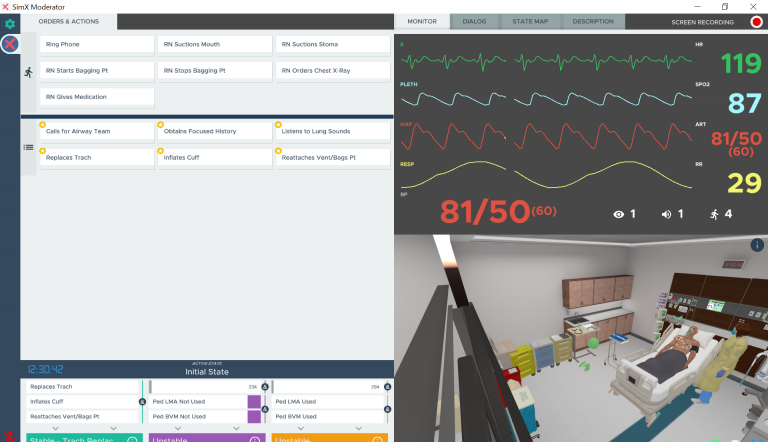 SimX Moderator
ORDERS & ACTIONS
Ring Phone
RN Suctions Mouth
RN Suctions Stoma
RN Starts Bagging Pt
RN Stops Bagging Pt
RN Orders Chest X-Ray
RN Gives Medication
Calls for Airway Team
Obtains Focused History
Listens to Lung Sounds
Replaces Trach
Inflates Cuff
Reattaches Vent/Bags Pt
12:30:42
ACTIVE STATE
Initial State
Replaces Trach
Inflates Cuff
Reattaches Vent/Bags Pt
234
Ped LMA Not Used
Ped BVM Not Used
Ped LMA Used
Ped BVM Used
Stable - Trach Replac
Unstable
Unstable
MONITOR
DIALOG
STATE MAP
DESCRIPTION
SCREEN RECORDING
II
HR
119
PLETH
SPO2
87
MAP
ART
81/50
(60)
RESP
RR
29
BP
81/50(60)
1
1
4